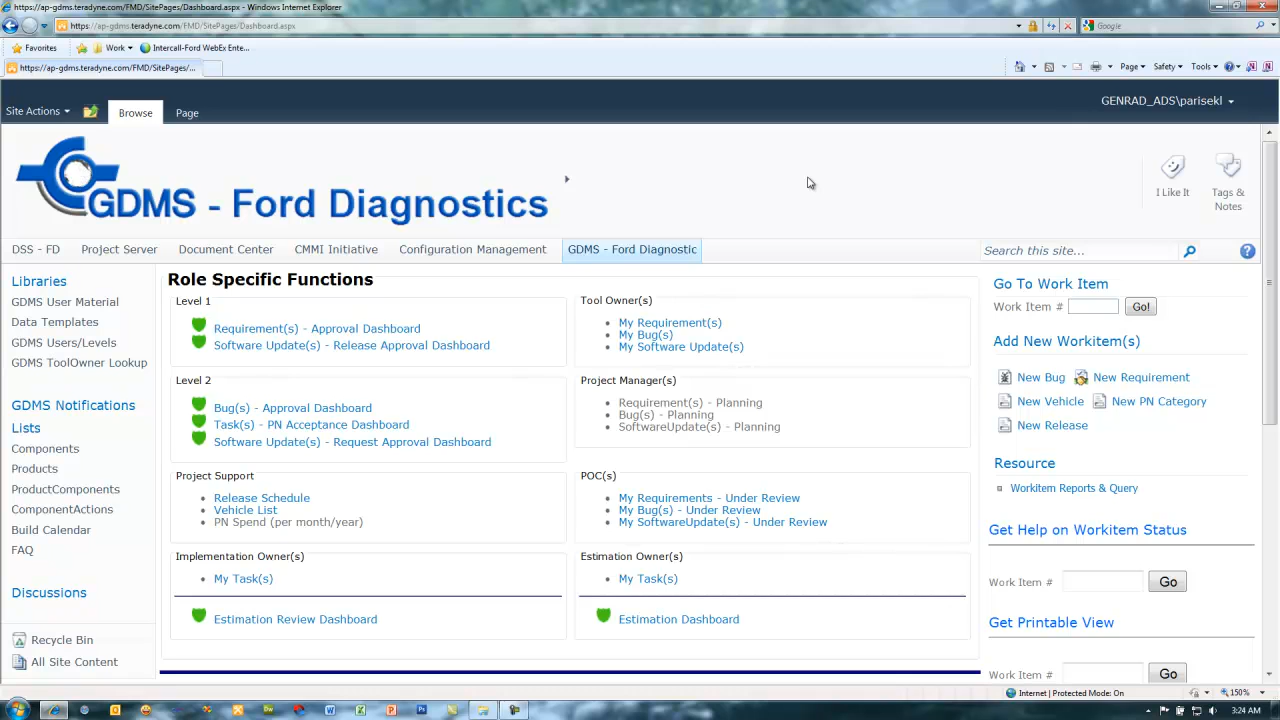 https://ap-gdms.teradyne.com/FMD/SitePages/Dashboard.aspx - Windows Internet Explorer
https://ap-gdms.teradyne.com/FMD/SitePages/Dashboard.aspx
Google
Favorites
Work
Intercall-Ford WebEx Ente...
https://ap-gdms.teradyne.com/FMD/SitePages/...
Page
Safety
Tools
Site Actions
Browse
Page
GENRAD_ADS\parisekl
GDMS - Ford Diagnostics
I Like It
Tags &
Notes
DSS - FD
Project Server
Document Center
CMMI Initiative
Configuration Management
GDMS - Ford Diagnostic
Search this site...
Libraries
GDMS User Material
Data Templates
GDMS Users/Levels
GDMS ToolOwner Lookup
GDMS Notifications
Lists
Components
Products
ProductComponents
ComponentActions
Build Calendar
FAQ
Discussions
Recycle Bin
All Site Content
Role Specific Functions
Level 1
Requirement(s) - Approval Dashboard
Software Update(s) - Release Approval Dashboard
Level 2
Bug(s) - Approval Dashboard
Task(s) - PN Acceptance Dashboard
Software Update(s) - Request Approval Dashboard
Project Support
Release Schedule
Vehicle List
PN Spend (per month/year)
Implementation Owner(s)
My Task(s)
Estimation Review Dashboard
Tool Owner(s)
My Requirement(s)
My Bug(s)
My Software Update(s)
Project Manager(s)
Requirement(s) - Planning
Bug(s) - Planning
SoftwareUpdate(s) - Planning
POC(s)
My Requirements - Under Review
My Bug(s) - Under Review
My SoftwareUpdate(s) - Under Review
Estimation Owner(s)
My Task(s)
Estimation Dashboard
Go To Work Item
Work Item #
Go!
Add New Workitem(s)
New Bug
New Requirement
New Vehicle
New PN Category
New Release
Resource
Workitem Reports & Query
Get Help on Workitem Status
Work Item #
Go
Get Printable View
Work Item #
Go
Internet | Protected Mode: On
150%
3:24 AM